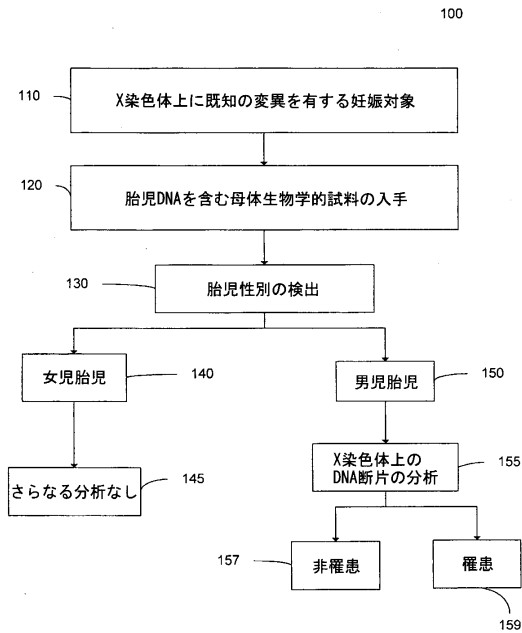 100
110
X染色体上に既知の変異を有する妊娠対象
120
胎児DNAを含む母体生物学的試料の入手
130
胎児性別の検出
女児胎児
140
男児胎児
150
さらなる分析なし
145
X染色体上の
DNA断片の分析
155
157
非罹患
罹患
159